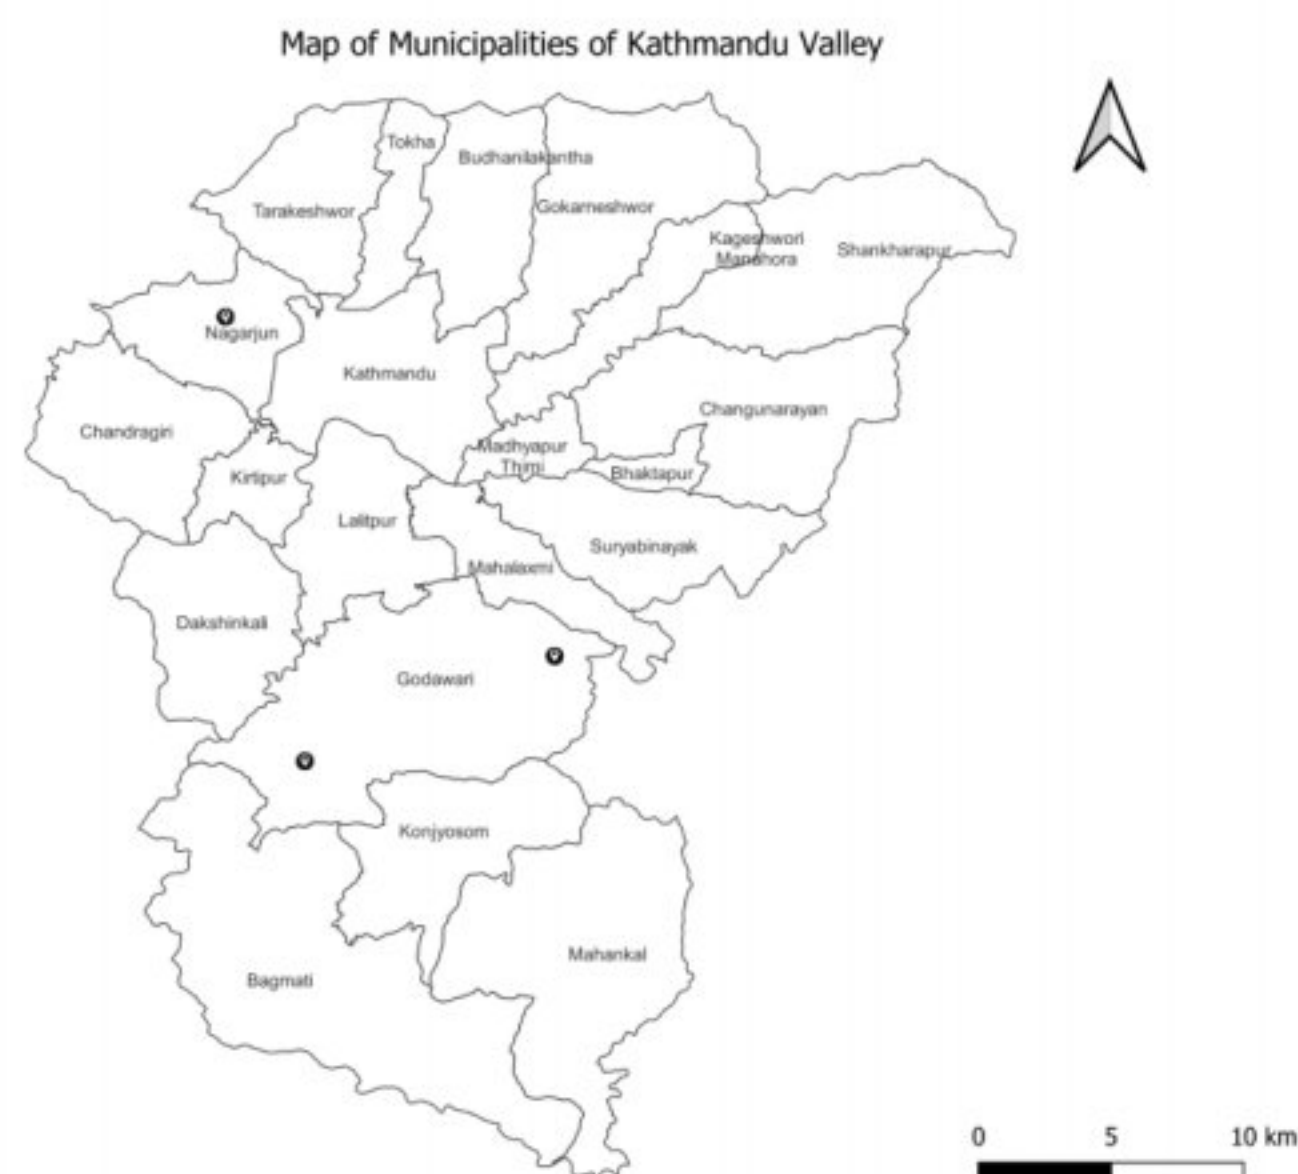 Map of Municipalities of Kathmandu Valley
Tokha
Budhanilakantha
Tarakeshwor
Gokarneshwor
Kageshwori
Manahora
Shankharapur
Nagarjun
Kathmandu
Changunarayan
Chandragiri
Madhyapur
Thimi
Bhaktapur
Kirtipur
Lalitpur
Suryabinayak
Mahalaxmi
Dakshinkali
Godawari
Konjyosom
Mahankal
Bagmati
0 5 10 km